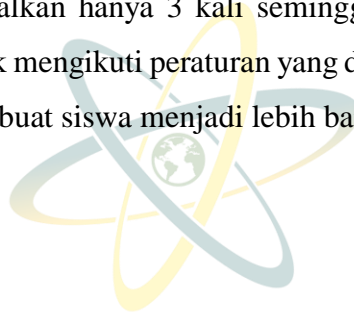 alkan hanya 3 kali semingg
k mengikuti peraturan yang d
buat siswa menjadi lebih ba